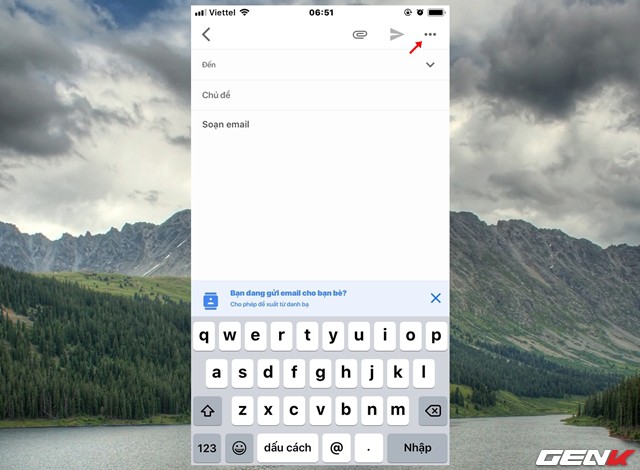 Viettel 06:51
Đến
Chủ đề
Soạn email
Bạn đang gửi email cho bạn bè?
Cho phép đề xuất từ danh bạ
q w e r t y u i o p
a s d f g h j k l
z x c v b n m
123 dấu cách @ . Nhập
GENK